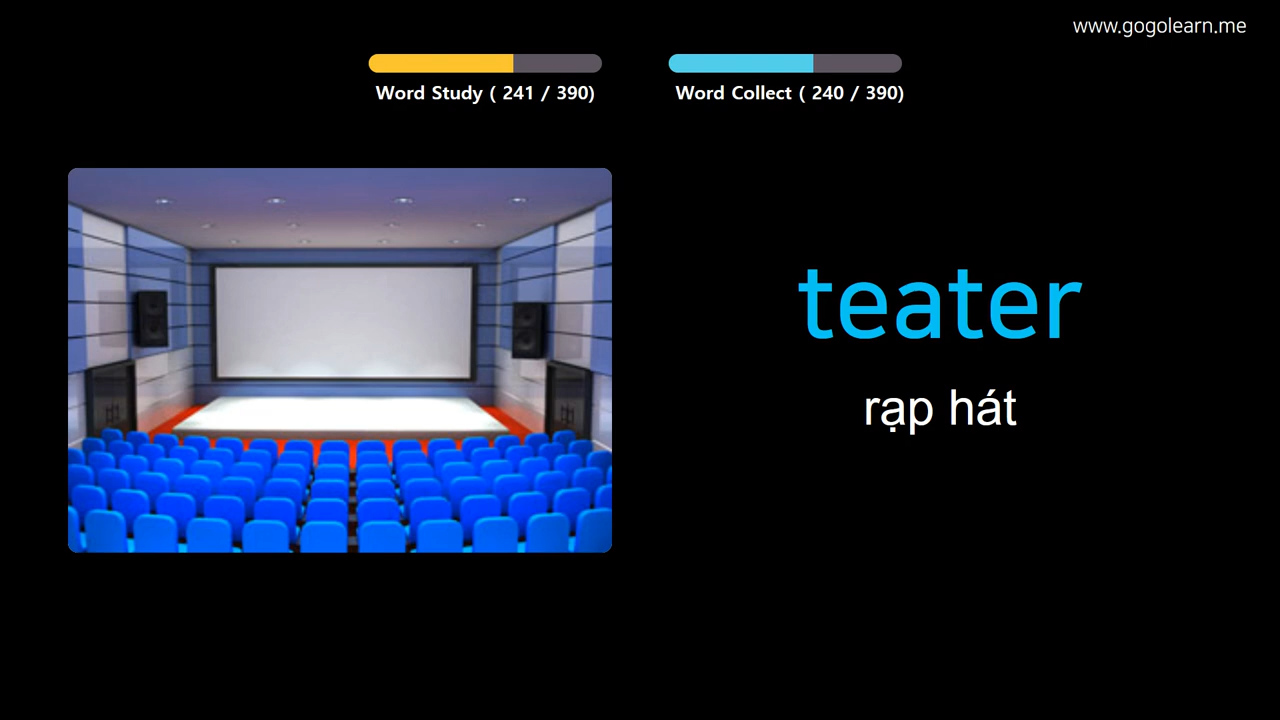 www.gogolearn.me
Word Study ( 241 / 390)
Word Collect ( 240 / 390)
teater
rạp hát